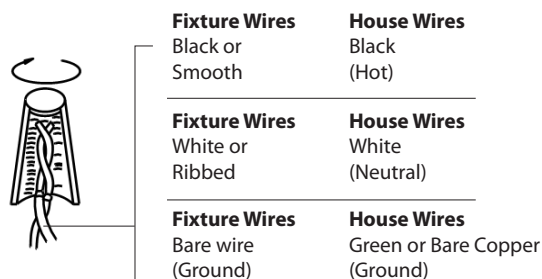 Fixture Wires House Wires
Black or Black
Smooth (Hot)
Fixture Wires House Wires
White or White
Ribbed (Neutral)
Fixture Wires House Wires
Bare wire Green or Bare Copper
(Ground) (Ground)